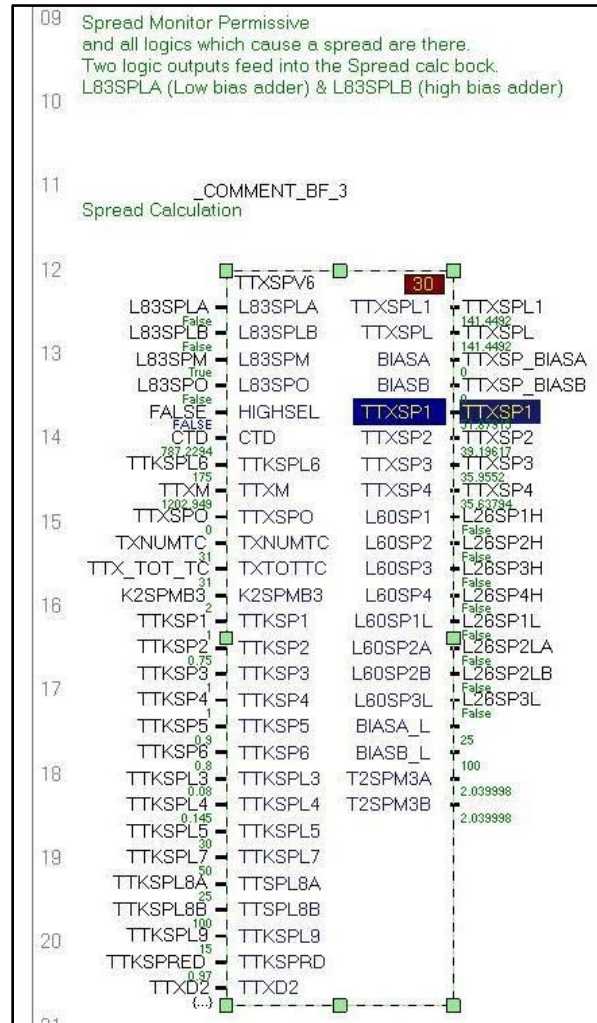 09 Spread Monitor Permissive
and all logics which cause a spread are there.
Two logic outputs feed into the Spread calc bock.
10 L83SPLA (Low bias adder) & L83SPLB (high bias adder)
11 _COMMENT_BF_3
Spread Calculation
12 TTXSPV6 30
L83SPLA L83SPLA TTXSPL1 TTXSPL1
False 141.4492
L83SPLB L83SPLB TTXSPL TTXSPL
False 141.4492
13 L83SPM L83SPM BIASA TTXSP_BIASA
True 0
L83SPO L83SPO BIASB TTXSP_BIASB
False 0
FALSE HIGHSEL TTXSP1 TTXSP1
FALSE
14 CTD CTD TTXSP2 TTXSP2
787.2294 39.19617
TTKSPL6 TTKSPL6 TTXSP3 TTXSP3
175 35.9552
TTXM TTXM TTXSP4 TTXSP4
1202.949 35.63794
15 TTXSPO TTXSPO L60SP1 L26SP1H
0 False
TXNUMTC TXNUMTC L60SP2 L26SP2H
31 False
TTX_TOT_TC TXTOTTC L60SP3 L26SP3H
31 False
16 K2SPMB3 K2SPMB3 L60SP4 L26SP4H
2 False
TTKSP1 TTKSP1 L60SP1L L26SP1L
1 False
TTKSP2 TTKSP2 L60SP2A L26SP2LA
0.75 False
17 TTKSP3 TTKSP3 L60SP2B L26SP2LB
1 False
TTKSP4 TTKSP4 L60SP3L L26SP3L
1 False
TTKSP5 TTKSP5 BIASA_L
0.9 25
TTKSP6 TTKSP6 BIASB_L
0.8 100
18 TTKSPL3 TTKSPL3 T2SPM3A
0.08 2.039998
TTKSPL4 TTKSPL4 T2SPM3B
0.145 2.039998
TTKSPL5 TTKSPL5
30
19 TTKSPL7 TTKSPL7
50
TTKSPL8A TTSPL8A
25
TTKSPL8B TTSPL8B
100
20 TTKSPL9 TTKSPL9
15
TTKSPRED TTKSPRD
0.97
TTXD2 TTXD2
(...)